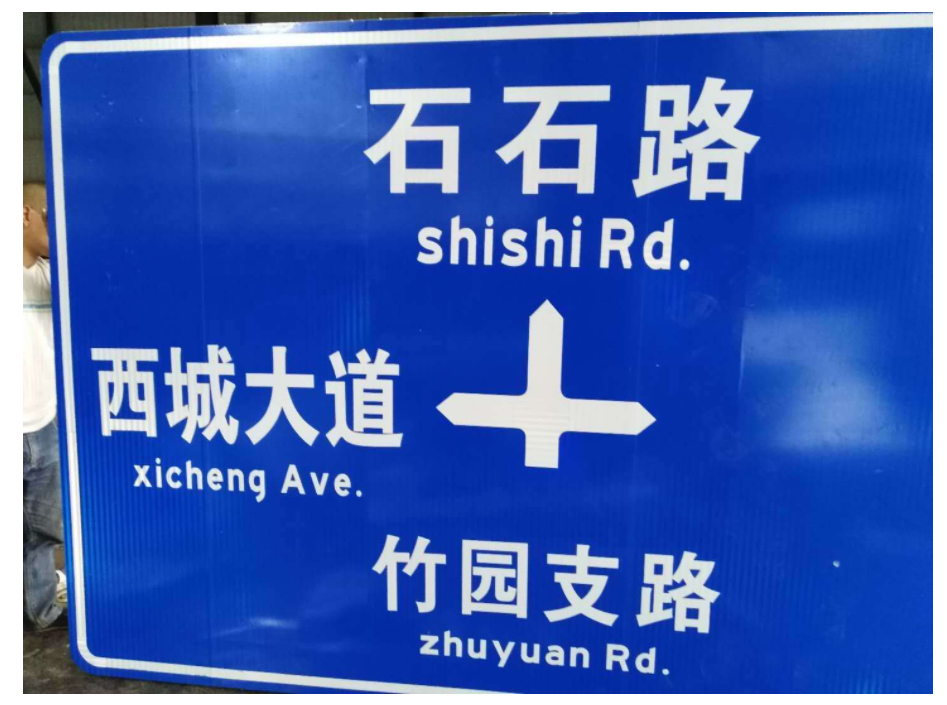 石石路
shishi Rd.
西城大道
xicheng Ave.
竹园支路
zhuyuan Rd.